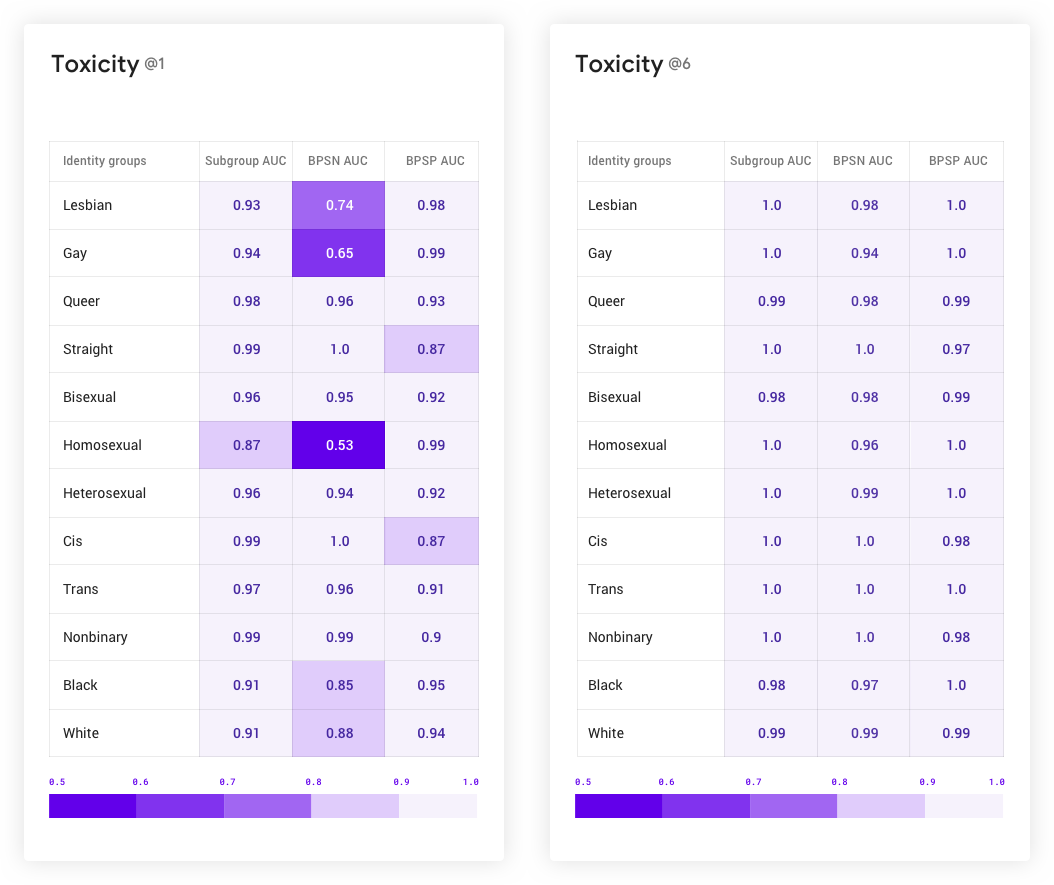 Toxicity @1
Identity groups Subgroup AUC BPSN AUC BPSP AUC
Lesbian 0.93 0.74 0.98
Gay 0.94 0.65 0.99
Queer 0.98 0.96 0.93
Straight 0.99 1.0 0.87
Bisexual 0.96 0.95 0.92
Homosexual 0.87 0.53 0.99
Heterosexual 0.96 0.94 0.92
Cis 0.99 1.0 0.87
Trans 0.97 0.96 0.91
Nonbinary 0.99 0.99 0.9
Black 0.91 0.85 0.95
White 0.91 0.88 0.94
0.5 0.6 0.7 0.8 0.9 1.0
Toxicity @6
Identity groups Subgroup AUC BPSN AUC BPSP AUC
Lesbian 1.0 0.98 1.0
Gay 1.0 0.94 1.0
Queer 0.99 0.98 0.99
Straight 1.0 1.0 0.97
Bisexual 0.98 0.98 0.99
Homosexual 1.0 0.96 1.0
Heterosexual 1.0 0.99 1.0
Cis 1.0 1.0 0.98
Trans 1.0 1.0 1.0
Nonbinary 1.0 1.0 0.98
Black 0.98 0.97 1.0
White 0.99 0.99 0.99
0.5 0.6 0.7 0.8 0.9 1.0